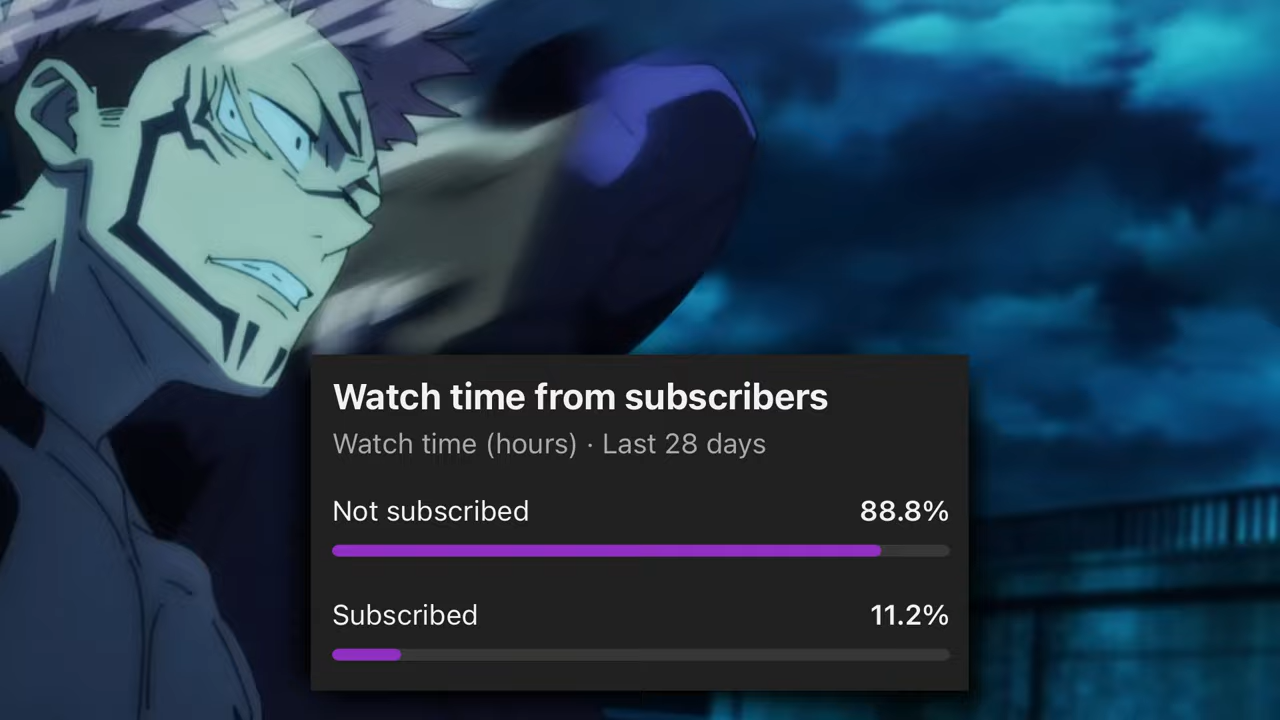 Watch time from subscribers
Watch time (hours) · Last 28 days
Not subscribed 88.8%
Subscribed 11.2%